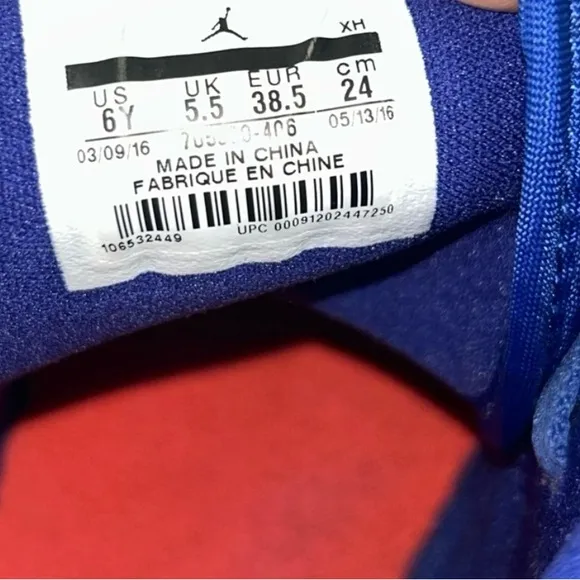 XH
US UK EUR cm
6Y 5.5 38.5 24
03/09/16 05/13/16
MADE IN CHINA
FABRIQUE EN CHINE
106532449 UPC 00091202447250